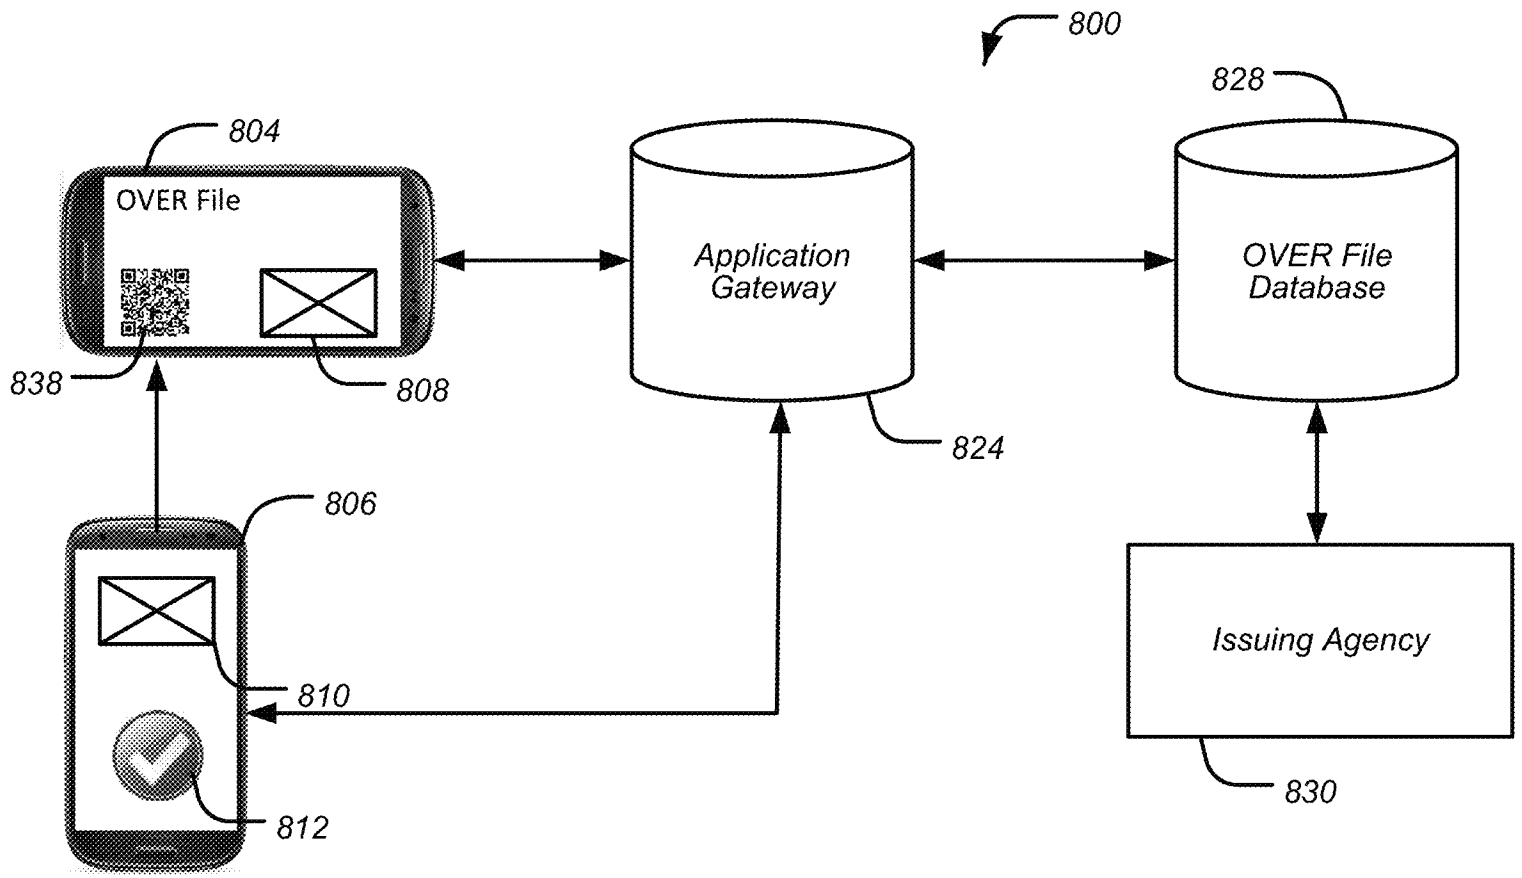 800
828
804
OVER File
Application
Gateway
OVER File
Database
838
808
824
806
Issuing Agency
810
830
812